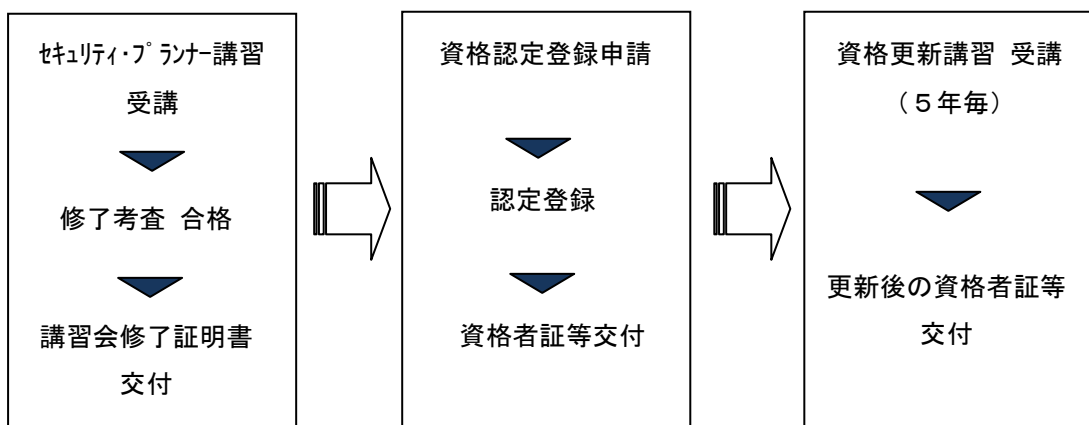 ｾｷｭﾘﾃｨ・ﾌﾟランナー講習
受講
修了考査 合格
講習会修了証明書
交付
資格認定登録申請
認定登録
資格者証等交付
資格更新講習 受講
（５年毎）
更新後の資格者証等
交付